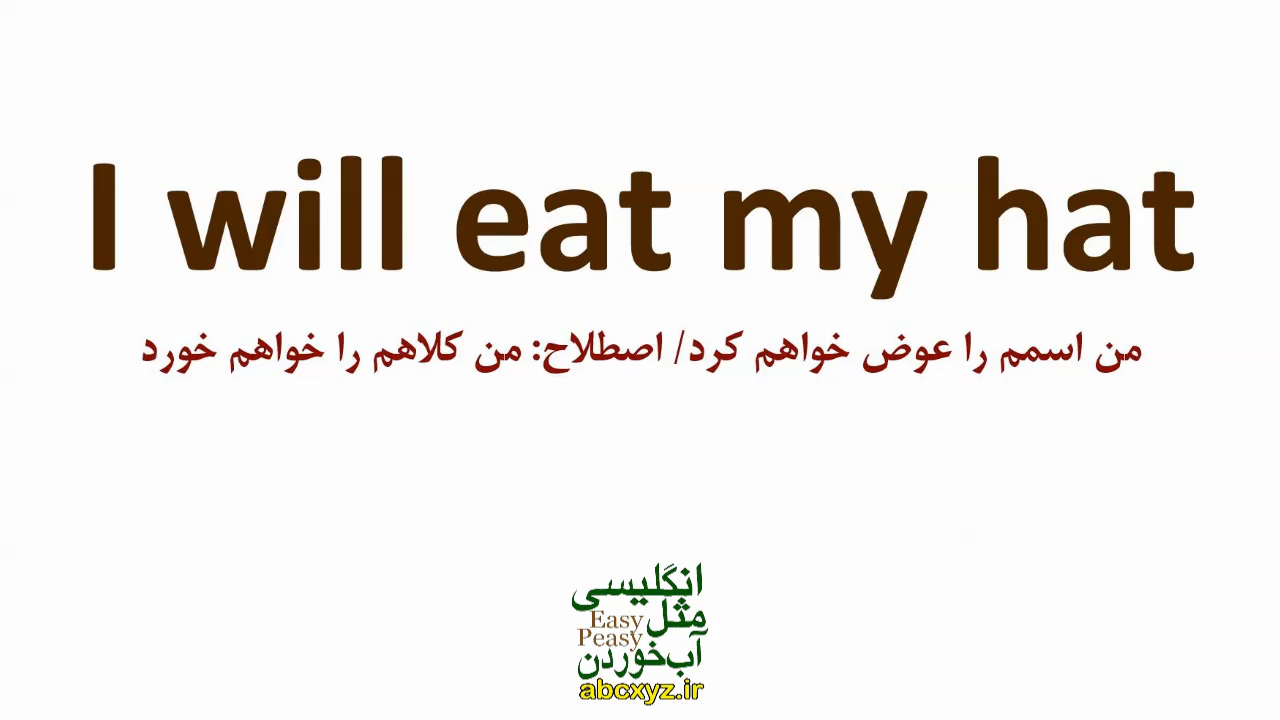 I will eat my hat
من اسمم را عوض خواهم کرد/ اصطلاح: من کلاهم را خواهم خورد
انگلیسی
مثل
Easy
Peasy
آب خوردن
abcxyz.ir